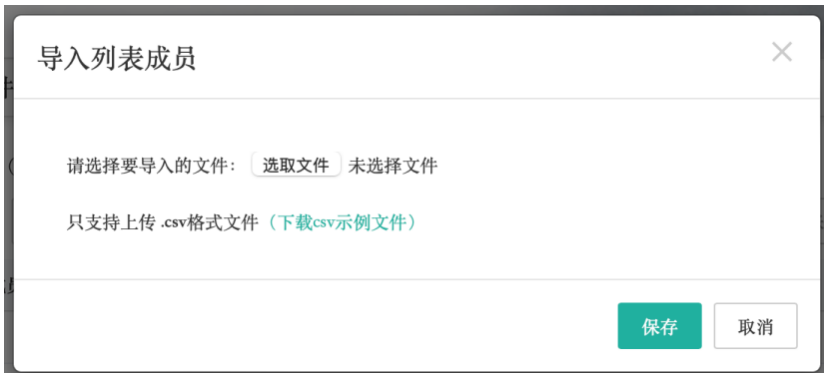 导入列表成员
请选择要导入的文件： 选取文件 未选择文件
只支持上传 .csv格式文件（下载csv示例文件）
保存 取消